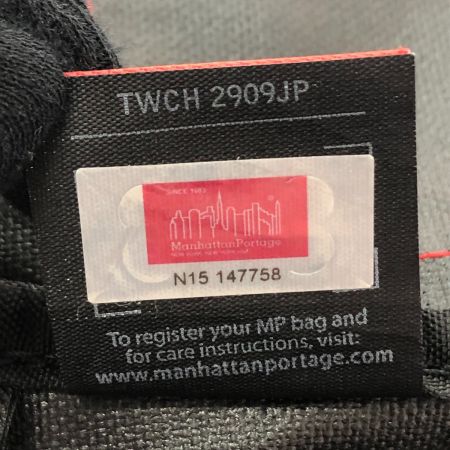 TWCH 2909JP
SINCE 1983
ManhattanPortage
N15 147758
To register your MP bag and
for care instructions, visit:
www.manhattanportage.com